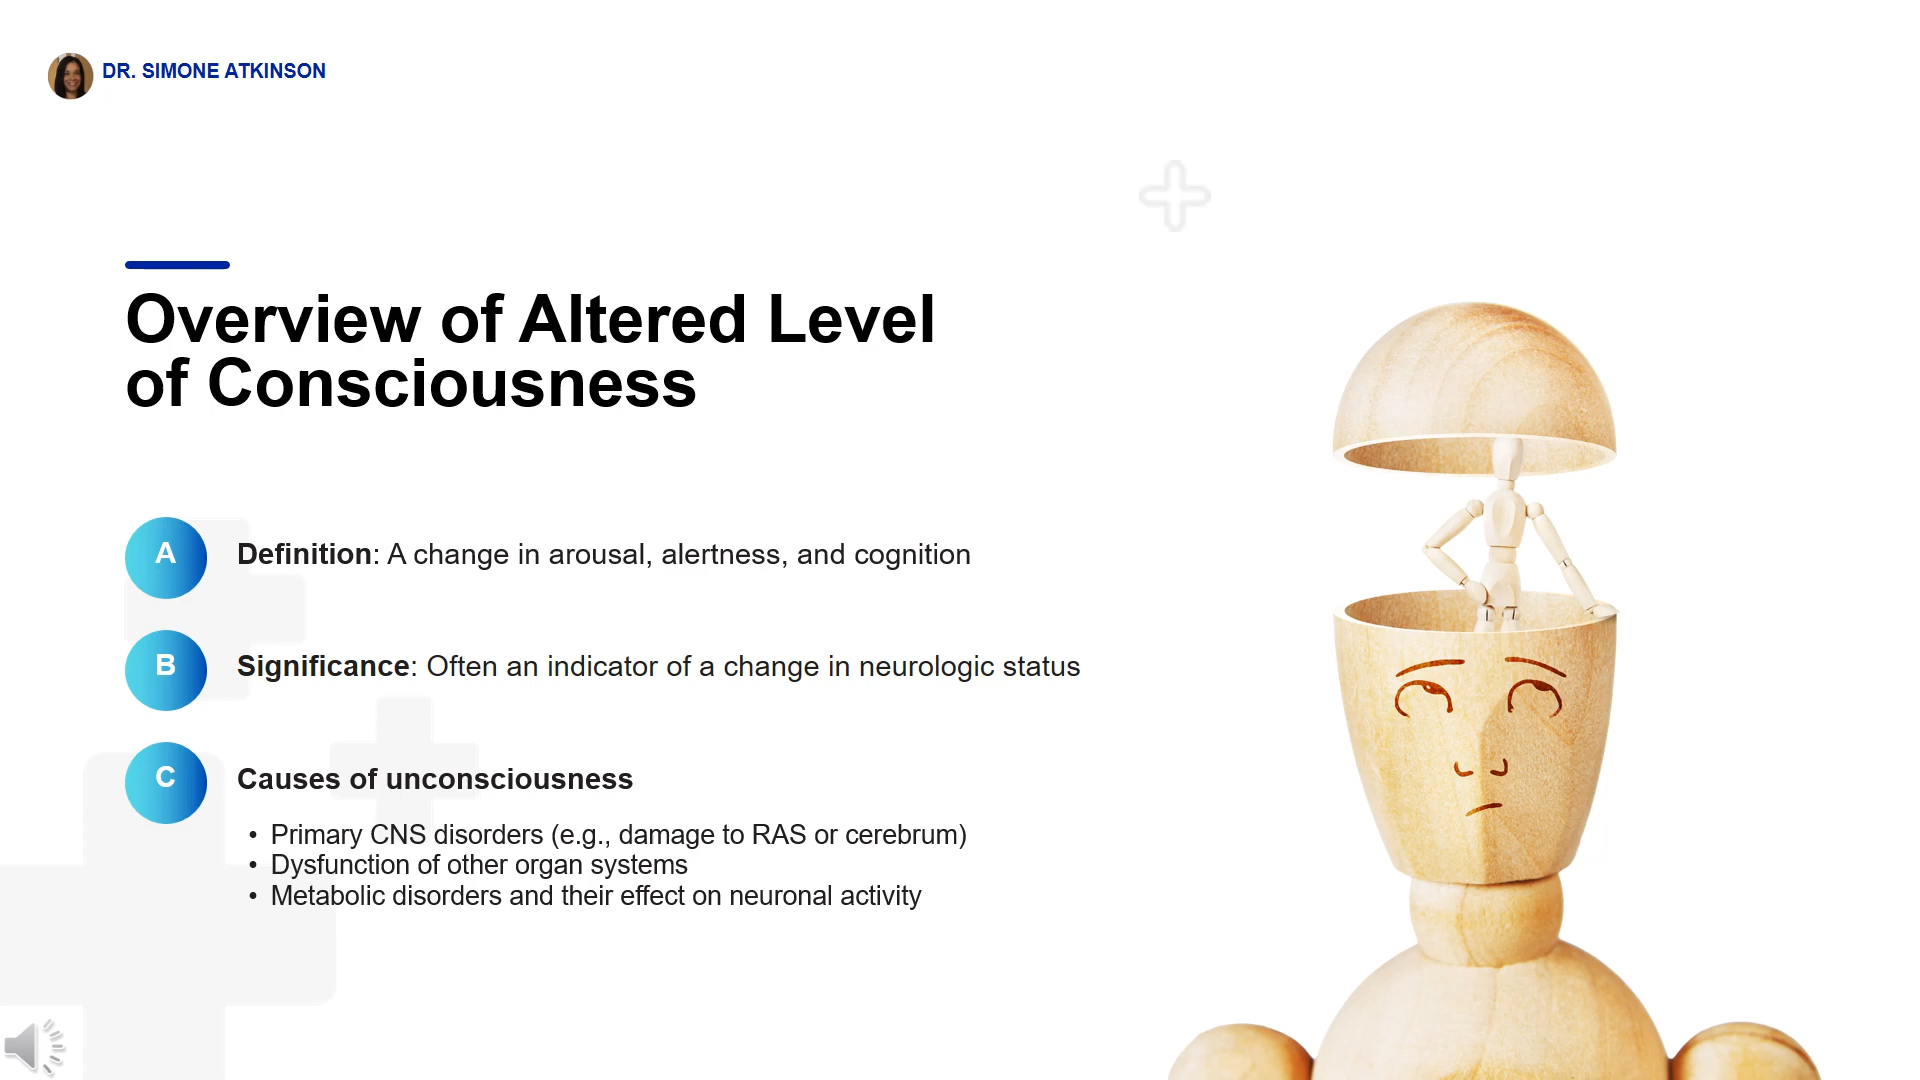 DR. SIMONE ATKINSON
Overview of Altered Level
of Consciousness
A
Definition: A change in arousal, alertness, and cognition
B
Significance: Often an indicator of a change in neurologic status
C
Causes of unconsciousness
• Primary CNS disorders (e.g., damage to RAS or cerebrum)
• Dysfunction of other organ systems
• Metabolic disorders and their effect on neuronal activity